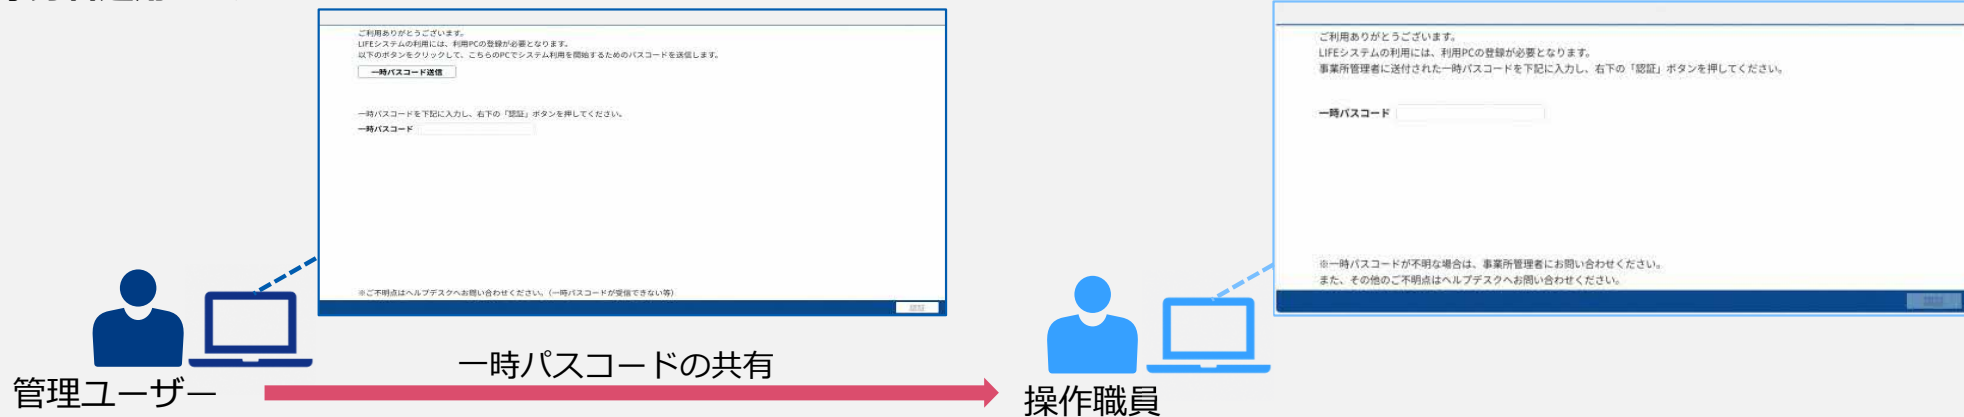 ご利用ありがとうございます。
LIFEシステムの利用には、利用PCの登録が必要となります。
以下のボタンをクリックして、こちらのPCでシステム利用を開始するためのパスコードを送信します。
一時パスコード送信
一時パスコードを下記に入力し、右下の「認証」ボタンを押してください。
一時パスコード
※ご不明点はヘルプデスクへお問い合わせください。（一時パスコードが受信できない等）
管理ユーザー
一時パスコードの共有
ご利用ありがとうございます。
LIFEシステムの利用には、利用PCの登録が必要となります。
事業所管理者に送付された一時パスコードを下記に入力し、右下の「認証」ボタンを押してください。
一時パスコード
※一時パスコードが不明な場合は、事業所管理者にお問い合わせください。
また、その他のご不明点はヘルプデスクへお問い合わせください。
操作職員